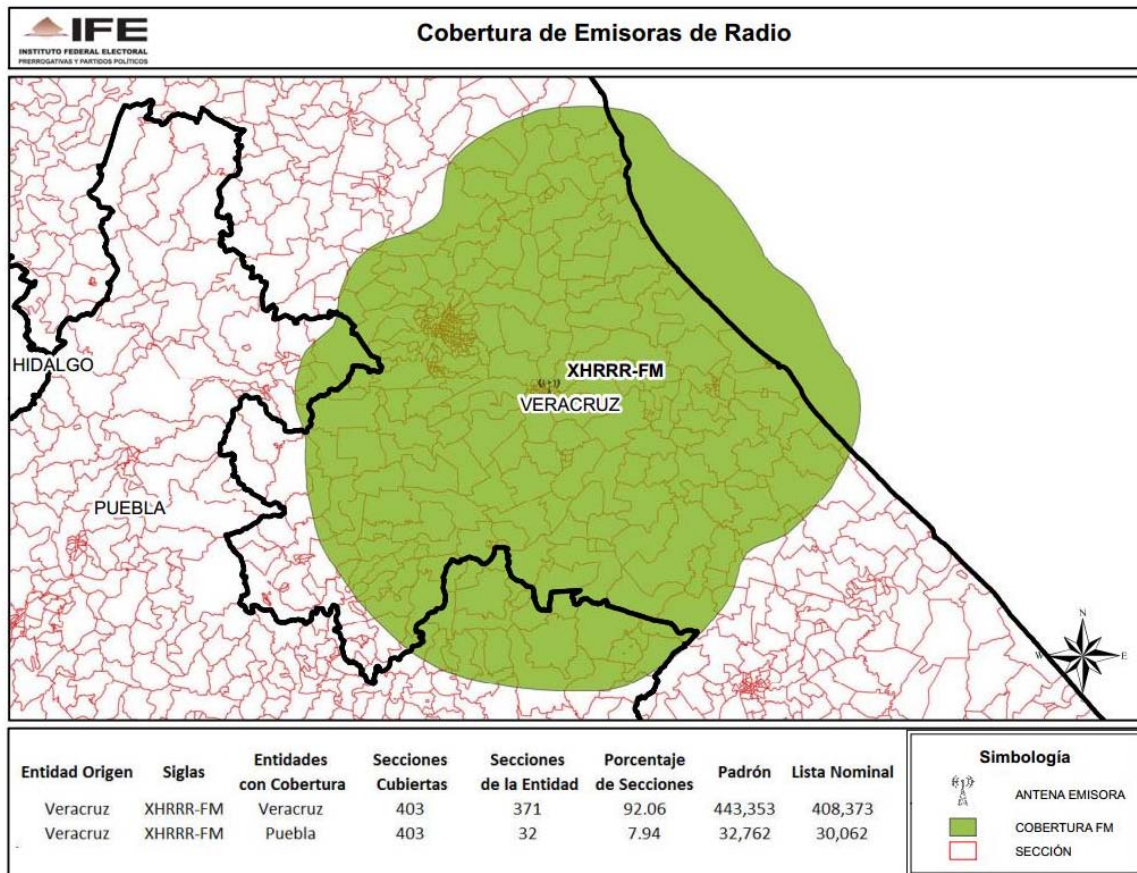 IFE
INSTITUTO FEDERAL ELECTORAL
PRERROGATIVAS Y PARTIDOS POLÍTICOS
Cobertura de Emisoras de Radio
HIDALGO
XHRRR-FM
VERACRUZ
PUEBLA
N
W
E
Entidad Origen Siglas Entidades con Cobertura Secciones Cubiertas Secciones de la Entidad Porcentaje de Secciones Padrón Lista Nominal
Veracruz XHRRR-FM Veracruz 403 371 92.06 443,353 408,373
Veracruz XHRRR-FM Puebla 403 32 7.94 32,762 30,062
Simbología
ANTENA EMISORA
COBERTURA FM
SECCIÓN